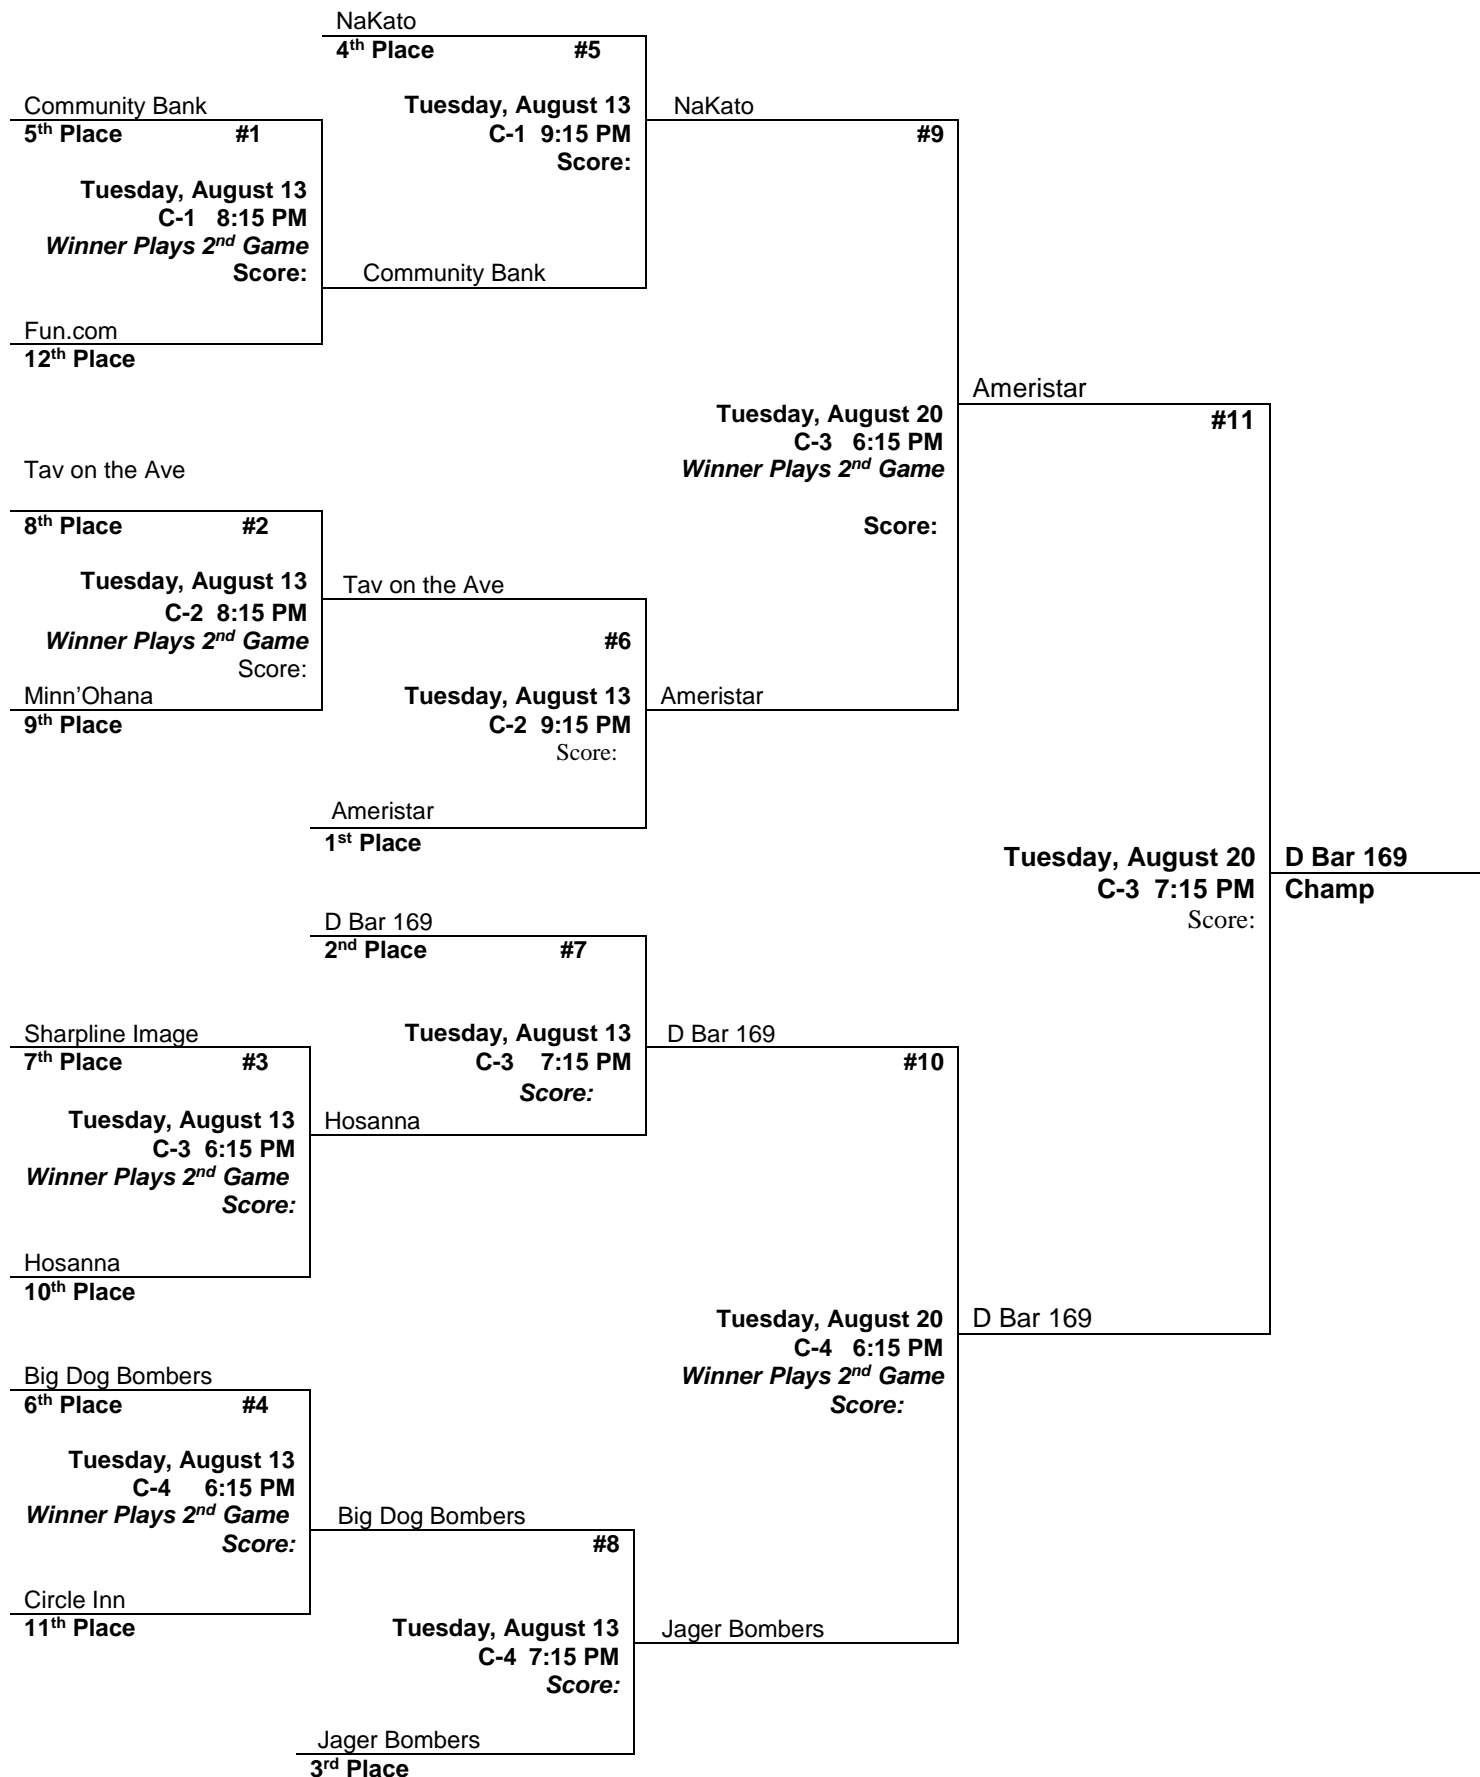 NaKato
4th Place #5
Community Bank
5th Place #1
Tuesday, August 13
C-1 9:15 PM
Score:
NaKato
#9
Tuesday, August 13
C-1 8:15 PM
Winner Plays 2nd Game
Score:
Community Bank
Fun.com
12th Place
Ameristar
#11
Tuesday, August 20
C-3 6:15 PM
Winner Plays 2nd Game
Score:
Tav on the Ave
8th Place #2
Tuesday, August 13
C-2 8:15 PM
Winner Plays 2nd Game
Score:
Tav on the Ave
#6
Minn’Ohana
9th Place
Tuesday, August 13
C-2 9:15 PM
Score:
Ameristar
Ameristar
1st Place
Tuesday, August 20
C-3 7:15 PM
Score:
D Bar 169
Champ
D Bar 169
2nd Place #7
Sharpline Image
7th Place #3
Tuesday, August 13
C-3 7:15 PM
Score:
D Bar 169
#10
Tuesday, August 13
C-3 6:15 PM
Winner Plays 2nd Game
Score:
Hosanna
Hosanna
10th Place
Tuesday, August 20
C-4 6:15 PM
Winner Plays 2nd Game
Score:
D Bar 169
Big Dog Bombers
6th Place #4
Tuesday, August 13
C-4 6:15 PM
Winner Plays 2nd Game
Score:
Big Dog Bombers
#8
Circle Inn
11th Place
Tuesday, August 13
C-4 7:15 PM
Score:
Jager Bombers
Jager Bombers
3rd Place